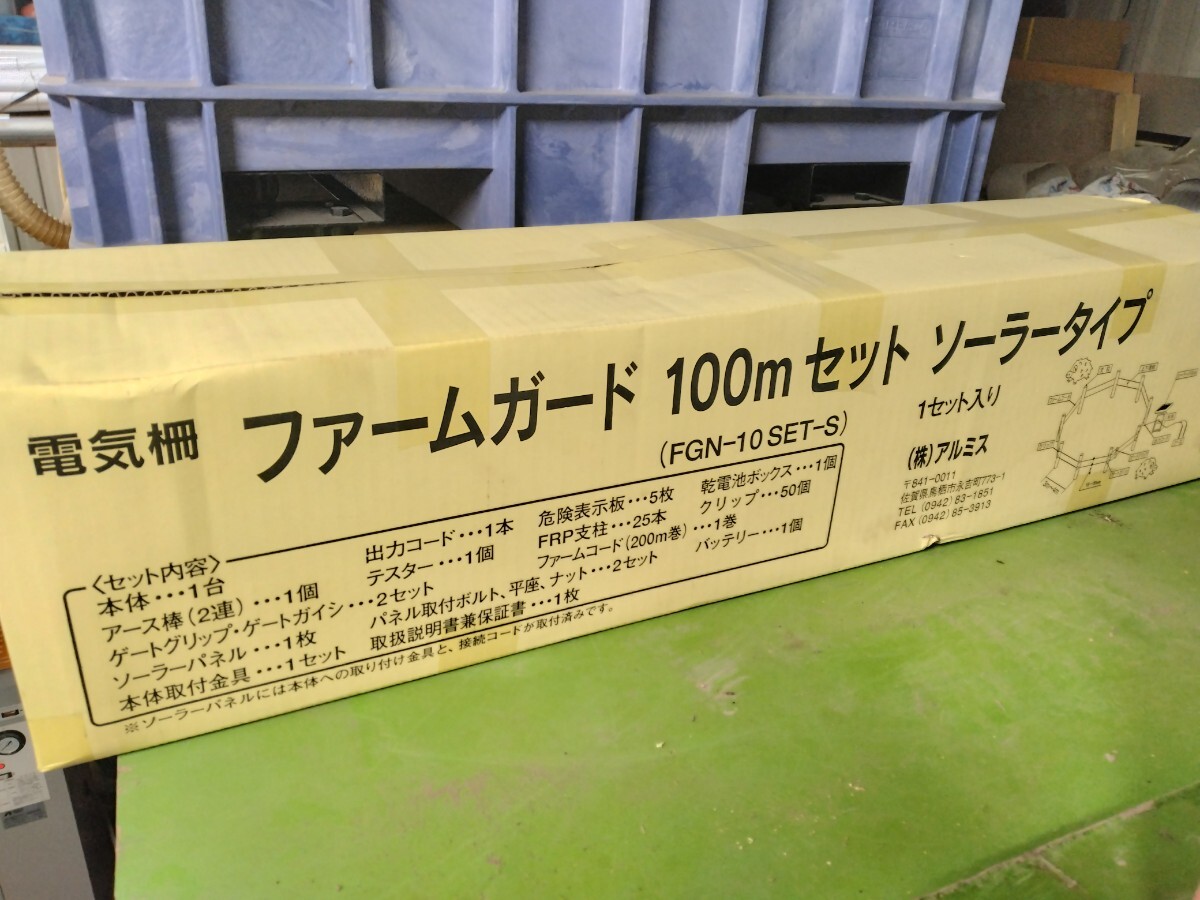 電気柵 ファームガード 100mセット ソーラータイプ
(FGN-10SET-S)
1セット入り
(株)アルミス
〒841-0011
佐賀県鳥栖市永吉町773-1
TEL (0942) 83-1851
FAX (0942) 85-3913
〈セット内容〉
本体・・・1台
アース棒(2連)・・・1個
ゲートグリップ・ゲートガイシ・・・2セット
ソーラーパネル・・・1枚
本体取付金具・・・1セット
出力コード・・・1本
テスター・・・1個
パネル取付ボルト、平座、ナット・・・2セット
取扱説明書兼保証書・・・1枚
危険表示板・・・5枚
FRP支柱・・・25本
ファームコード(200m巻)・・・1巻
乾電池ボックス・・・1個
クリップ・・・50個
バッテリー・・・1個
※ソーラーパネルには本体への取り付け金具と、接続コードが取付済みです。